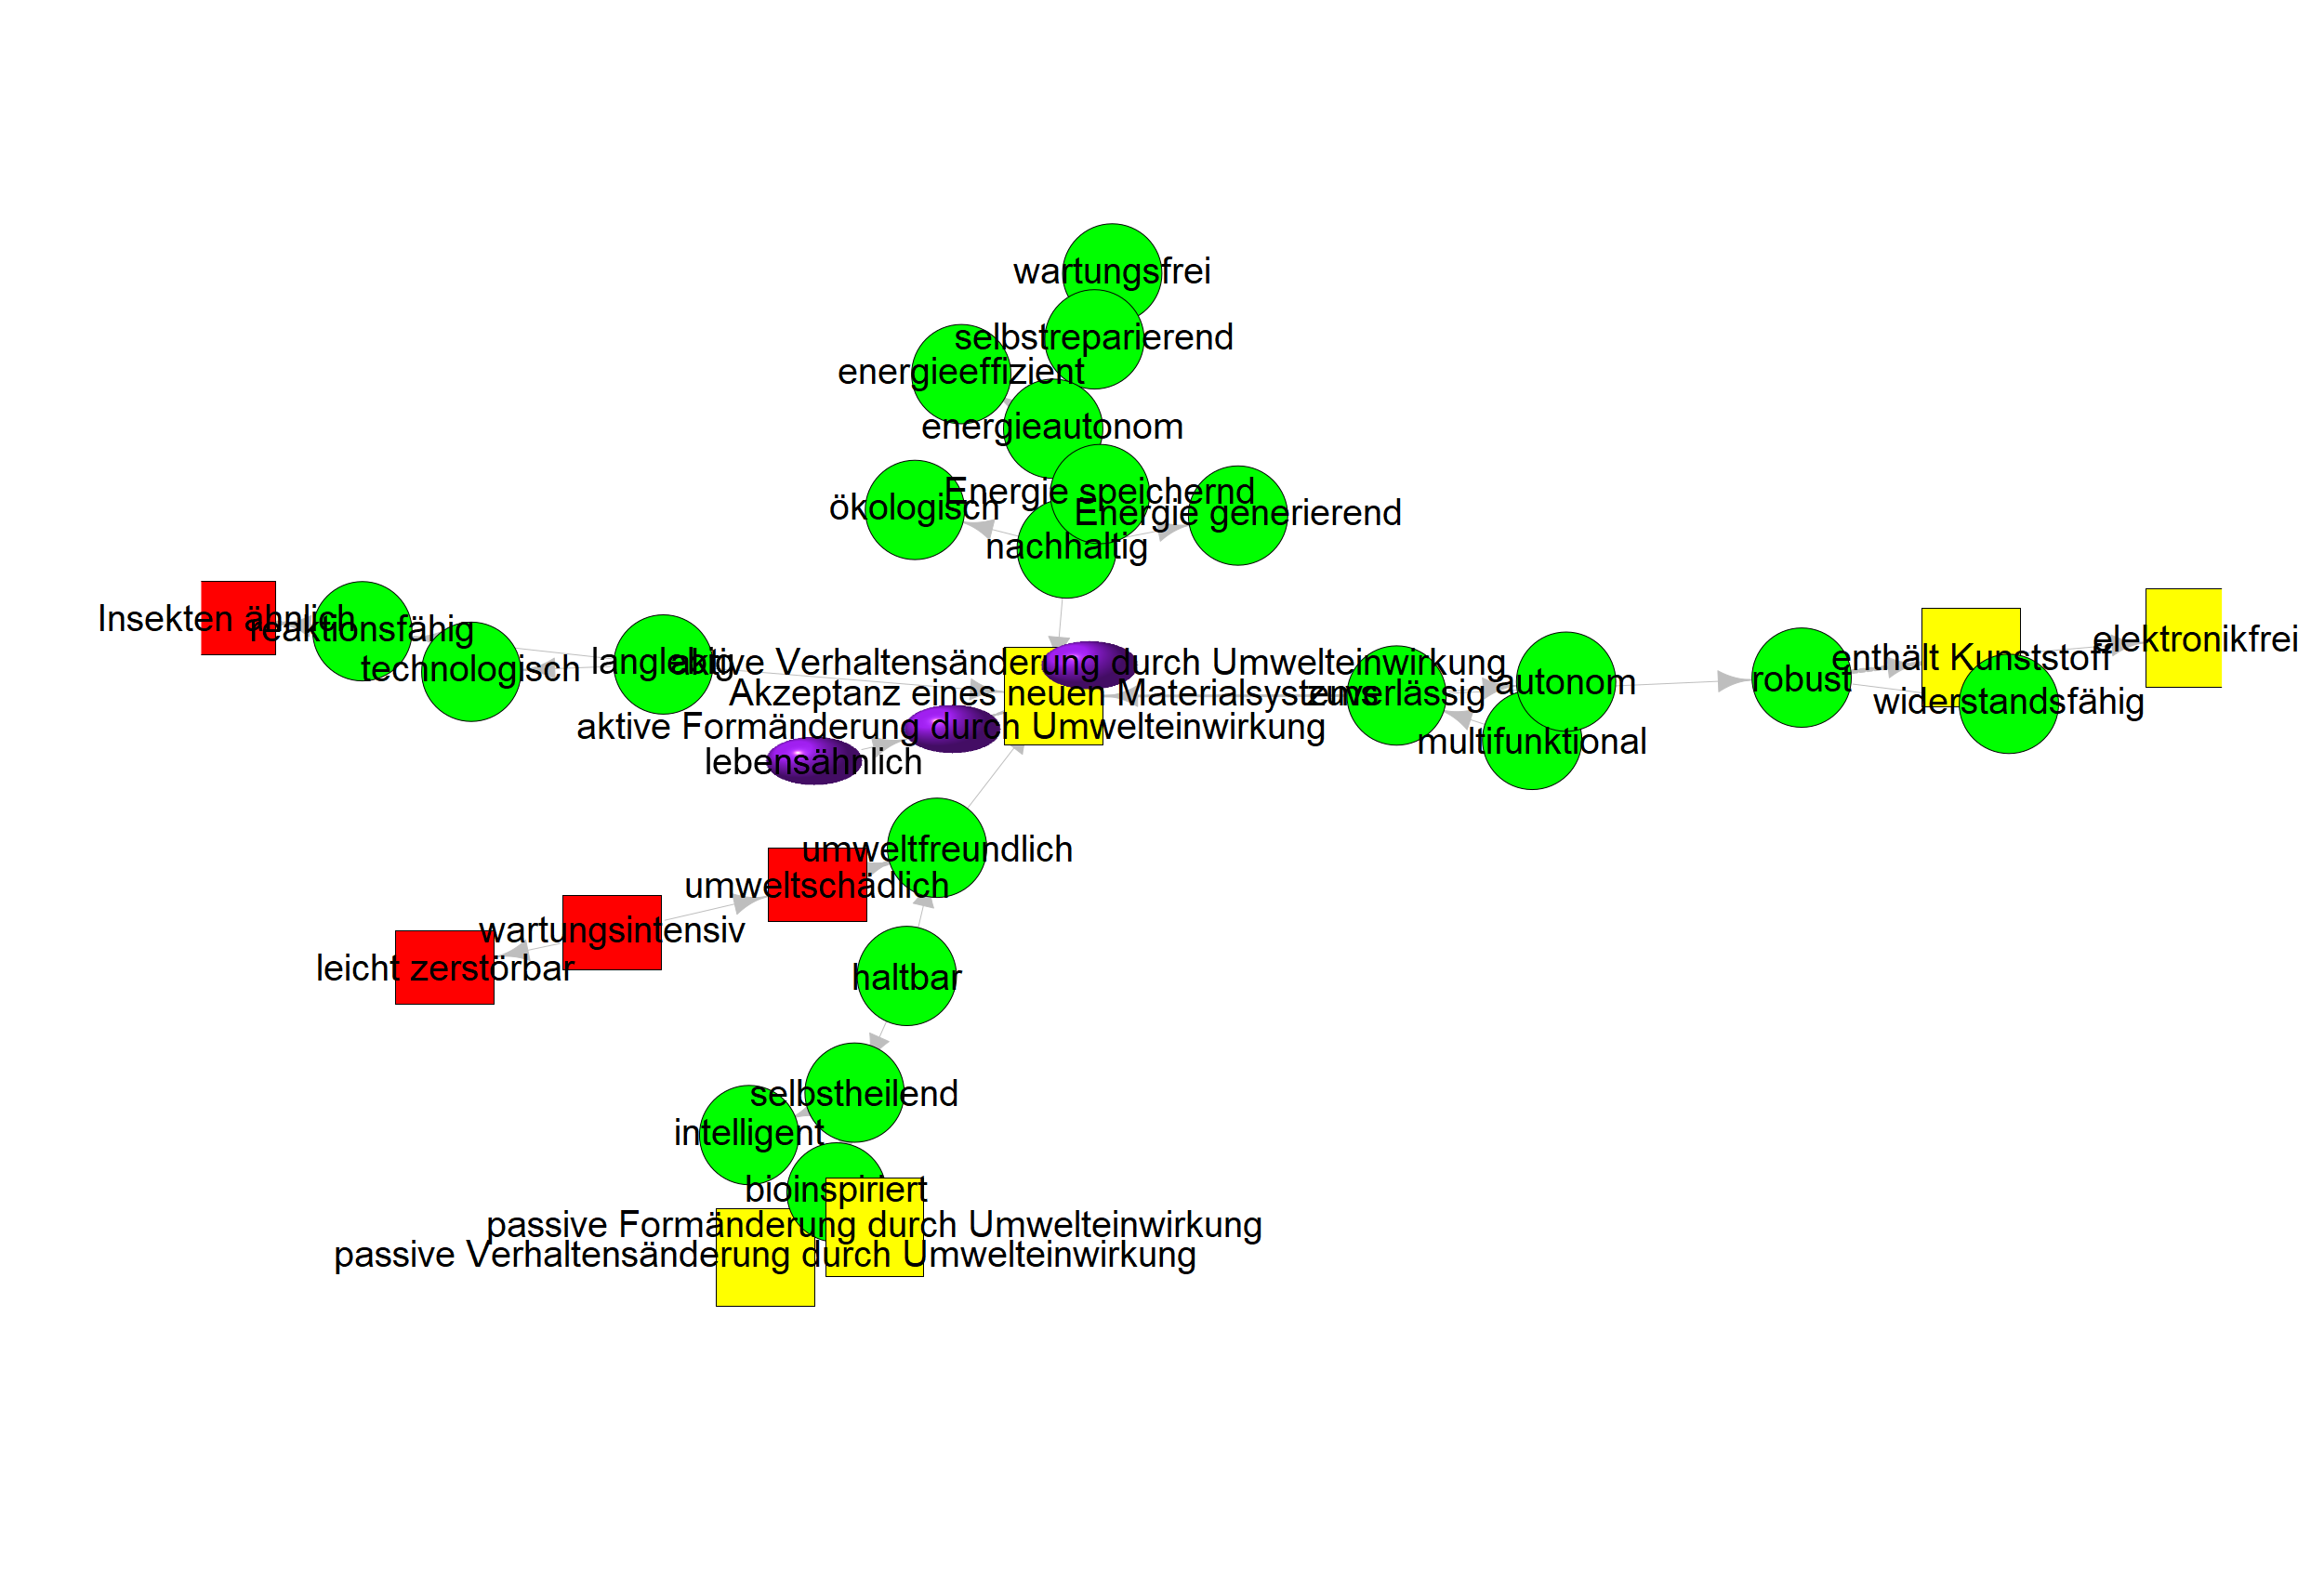 wartungsfrei
selbstreparierend
energieeffizient
energieautonom
Energie speichernd
ökologisch
Energie generierend
nachhaltig
Insekten ähnlich
reaktionsfähig
technologisch
langlebig
aktive Verhaltensänderung durch Umwelteinwirkung
Akzeptanz eines neuen Materialsystems
zuverlässig
autonom
robust
enthält Kunststoff
elektronikfrei
widerstandsfähig
aktive Formänderung durch Umwelteinwirkung
multifunktional
lebensähnlich
umweltfreundlich
umweltschädlich
wartungsintensiv
leicht zerstörbar
haltbar
selbstheilend
intelligent
bioinspiriert
passive Formänderung durch Umwelteinwirkung
passive Verhaltensänderung durch Umwelteinwirkung